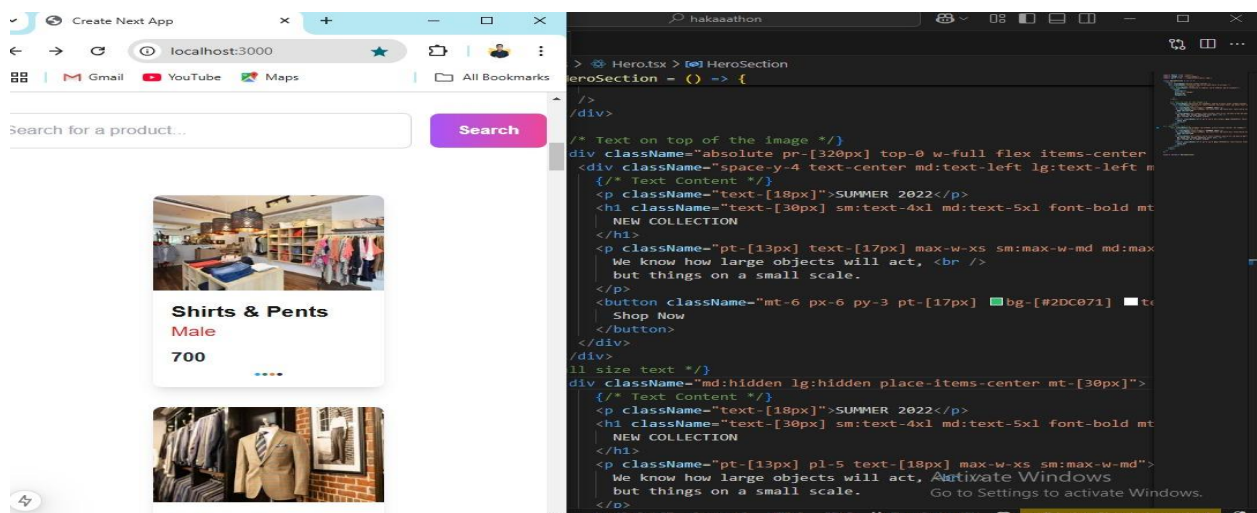 Create Next App
localhost:3000
Gmail YouTube Maps All Bookmarks
Search for a product...
Search
Shirts & Pents
Male
700
hakaaathon
> Hero.tsx > HeroSection
HeroSection = () => {
/>
/div>
/* Text on top of the image */}
div className="absolute pr-[320px] top-0 w-full flex items-center
<div className="space-y-4 text-center md:text-left lg:text-left m
{/* Text Content */}
<p className="text-[18px]">SUMMER 2022</p>
<h1 className="text-[30px] sm:text-4xl md:text-5xl font-bold mt
NEW COLLECTION
</h1>
<p className="pt-[13px] text-[17px] max-w-xs sm:max-w-md md:max
We know how large objects will act, <br />
but things on a small scale.
</p>
<button className="mt-6 px-6 py-3 pt-[17px] bg-[#2DC071] te
Shop Now
</button>
</div>
/div>
ll size text */}
div className="md:hidden lg:hidden place-items-center mt-[30px]">
{/* Text Content */}
<p className="text-[18px]">SUMMER 2022</p>
<h1 className="text-[30px] sm:text-4xl md:text-5xl font-bold mt
NEW COLLECTION
</h1>
<p className="pt-[13px] pl-5 text-[18px] max-w-xs sm:max-w-md">
We know how large objects will act,
but things on a small scale.
</p>
Activate Windows
Go to Settings to activate Windows.